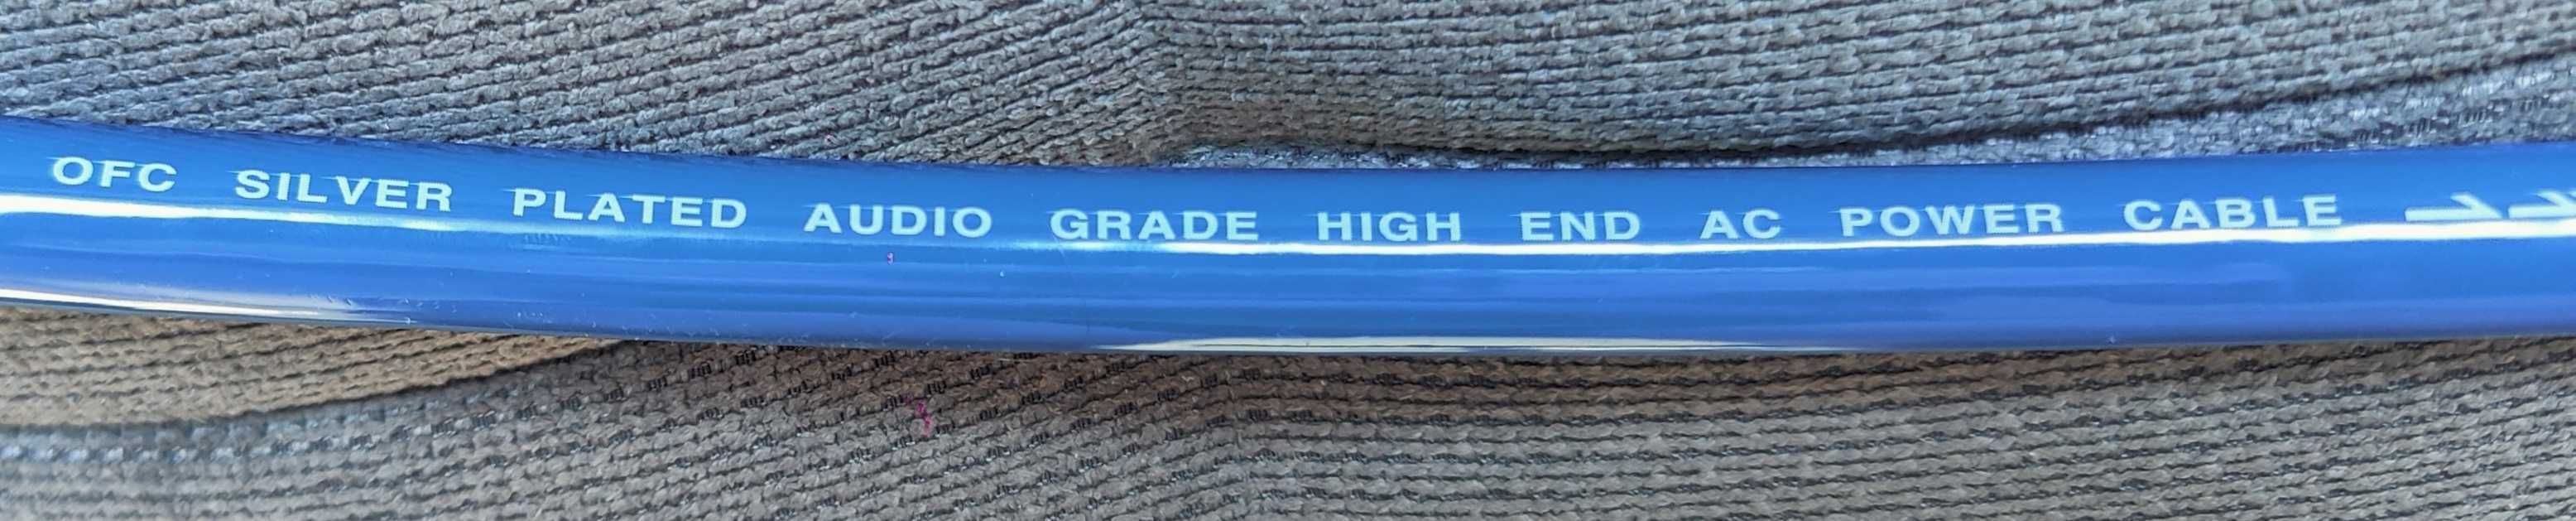 OFC SILVER PLATED AUDIO GRADE HIGH END AC POWER CABLE